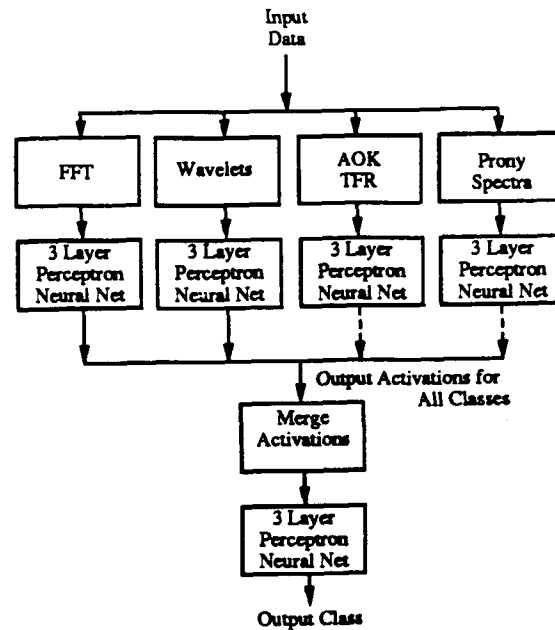 Input
Data
FFT
Wavelets
AOK
TFR
Prony
Spectra
3 Layer
Perceptron
Neural Net
3 Layer
Perceptron
Neural Net
3 Layer
Perceptron
Neural Net
3 Layer
Perceptron
Neural Net
Output Activations for
All Classes
Merge
Activations
3 Layer
Perceptron
Neural Net
Output Class